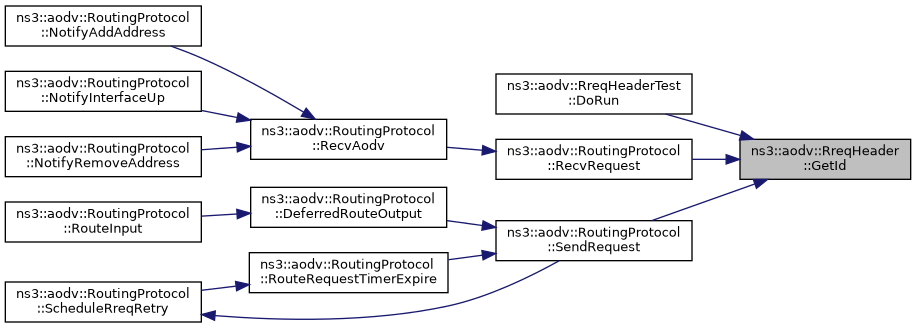 ns3::aodv::RoutingProtocol
::NotifyAddAddress
ns3::aodv::RoutingProtocol
::NotifyInterfaceUp
ns3::aodv::RoutingProtocol
::NotifyRemoveAddress
ns3::aodv::RoutingProtocol
::RouteInput
ns3::aodv::RoutingProtocol
::ScheduleRreqRetry
ns3::aodv::RoutingProtocol
::RecvAodv
ns3::aodv::RoutingProtocol
::DeferredRouteOutput
ns3::aodv::RoutingProtocol
::RouteRequestTimerExpire
ns3::aodv::RreqHeaderTest
::DoRun
ns3::aodv::RoutingProtocol
::RecvRequest
ns3::aodv::RoutingProtocol
::SendRequest
ns3::aodv::RreqHeader
::GetId